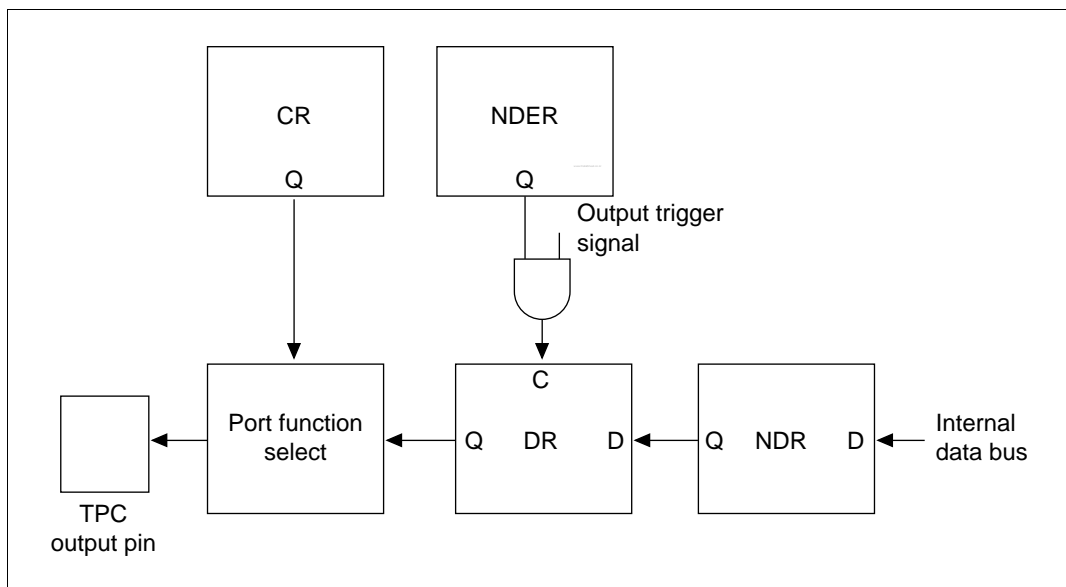 CR
Q
NDER
Q
Output trigger
signal
C
Port function
select
Q DR D
Q NDR D
Internal
data bus
TPC
output pin